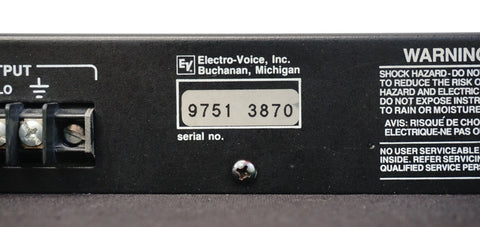 TPUT
LO
EV Electro-Voice, Inc.
Buchanan, Michigan
9751 3870
serial no.
WARNING
SHOCK HAZARD - DO NO
TO REDUCE THE RISK O
HAZARD AND ELECTRIC
DO NOT EXPOSE INSTR
TO RAIN OR MOISTURE
AVIS: RISQUE DE CHO
ELECTRIQUE-NE PAS O
NO USER SERVICEABLE
INSIDE. REFER SERVICIN
QUALIFIED SERVICE PERS